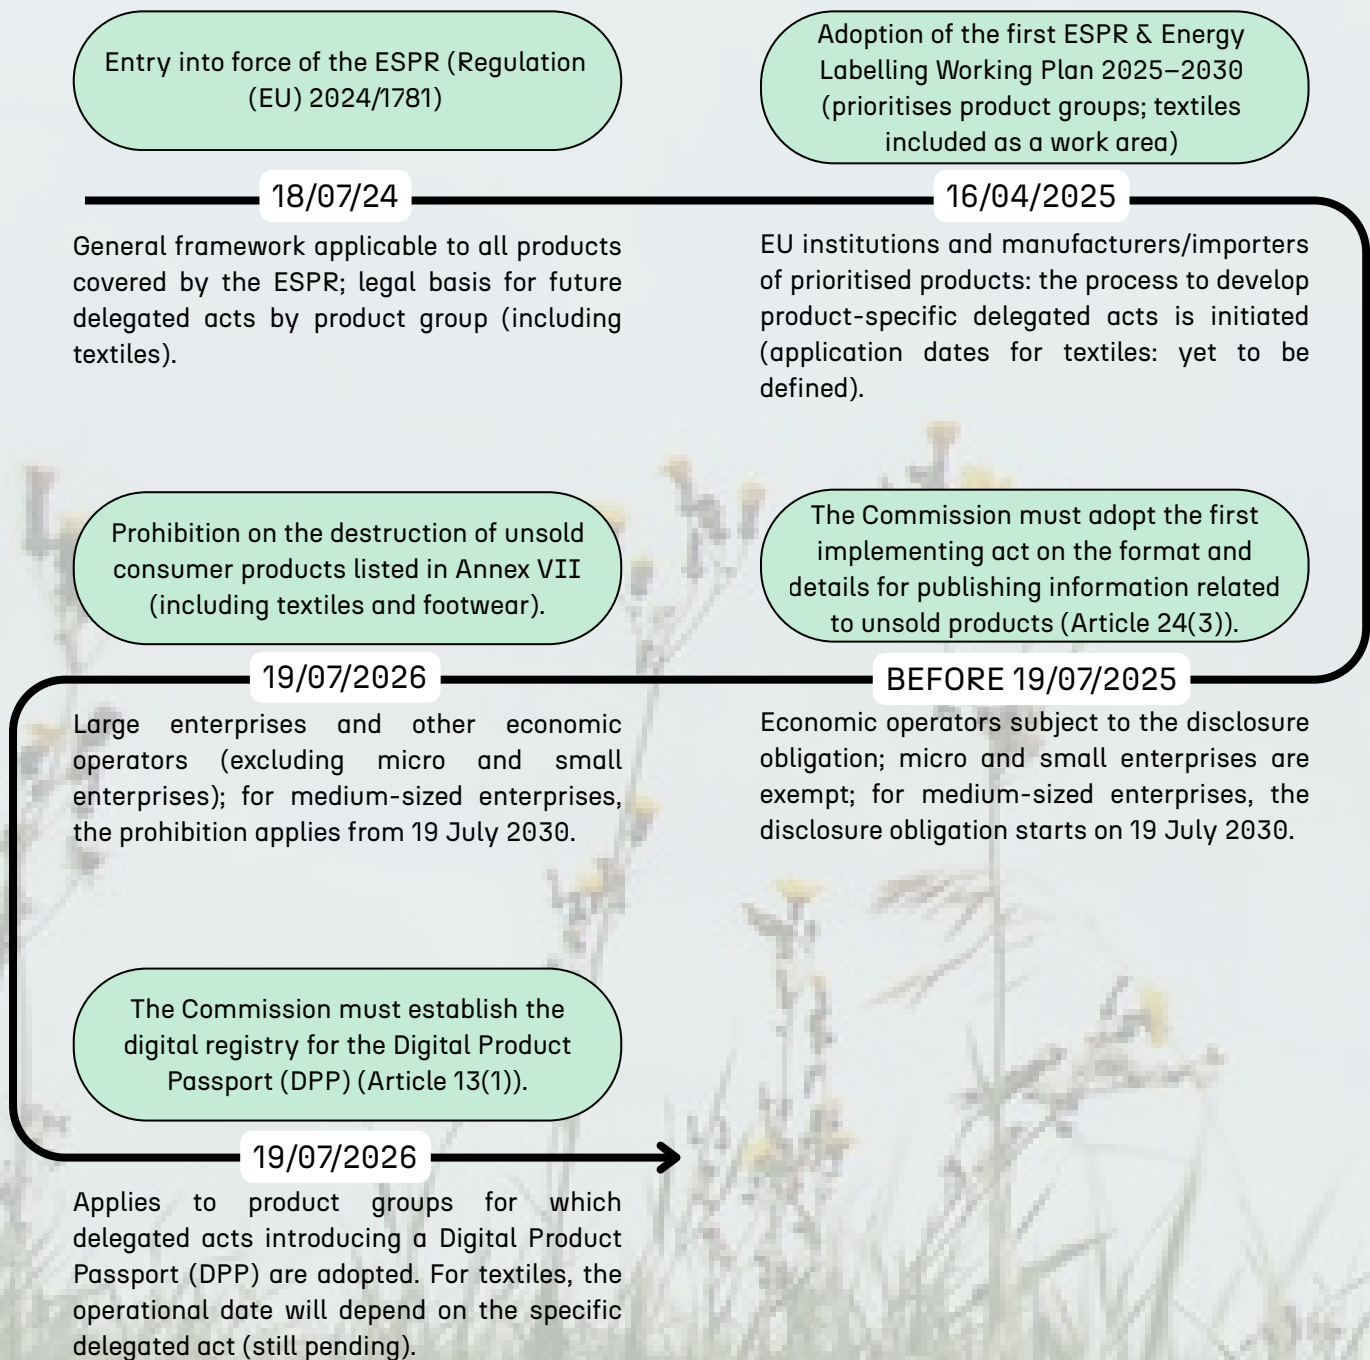 Entry into force of the ESPR (Regulation
(EU) 2024/1781)
18/07/24
General framework applicable to all products
covered by the ESPR; legal basis for future
delegated acts by product group (including
textiles).
Adoption of the first ESPR & Energy
Labelling Working Plan 2025–2030
(prioritises product groups; textiles
included as a work area)
16/04/2025
EU institutions and manufacturers/importers
of prioritised products: the process to develop
product-specific delegated acts is initiated
(application dates for textiles: yet to be
defined).
The Commission must adopt the first
implementing act on the format and
details for publishing information related
to unsold products (Article 24(3)).
BEFORE 19/07/2025
Economic operators subject to the disclosure
obligation; micro and small enterprises are
exempt; for medium-sized enterprises, the
disclosure obligation starts on 19 July 2030.
Prohibition on the destruction of unsold
consumer products listed in Annex VII
(including textiles and footwear).
19/07/2026
Large enterprises and other economic
operators (excluding micro and small
enterprises); for medium-sized enterprises,
the prohibition applies from 19 July 2030.
The Commission must establish the
digital registry for the Digital Product
Passport (DPP) (Article 13(1)).
19/07/2026
Applies to product groups for which
delegated acts introducing a Digital Product
Passport (DPP) are adopted. For textiles, the
operational date will depend on the specific
delegated act (still pending).